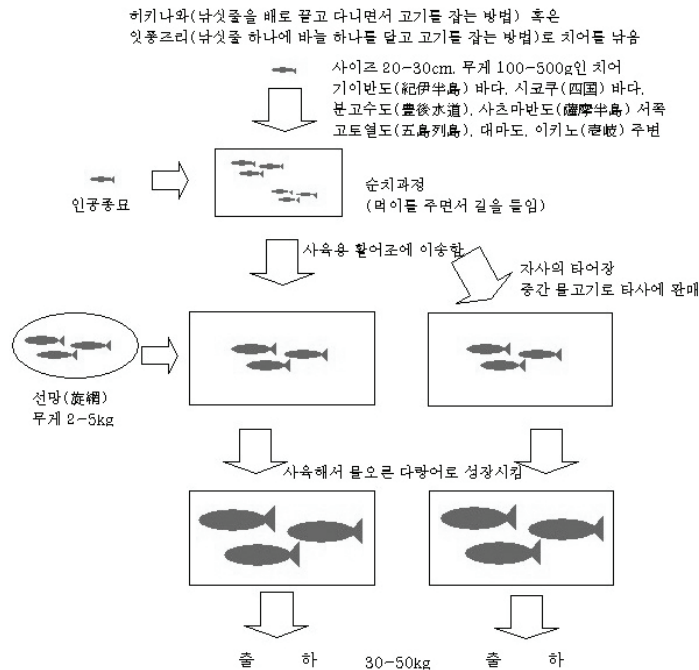 히키나와(낚싯줄을 배로 끌고 다니면서 고기를 잡는 방법) 혹은
잇퐁즈리(낚싯줄 하나에 바늘 하나를 달고 고기를 잡는 방법)로 치어를 낚음
사이즈 20-30cm. 무게 100-500g인 치어
기이반도(紀伊半島) 바다. 시코쿠(四国) 바다.
분고수도(豊後水道). 사츠마반도(薩摩半島) 서쪽
고토열도(五島列島). 대마도. 이키노(壱岐) 주변
인공종묘
순치과정
(먹이를 주면서 길을 들임)
사육용 활어조에 이송함
자사의 타어장
중간 물고기로 타사에 완매
선망(旋網)
무게 2-5kg
사육해서 물오른 다랑어로 성장시킴
출 하 30-50kg 출 하